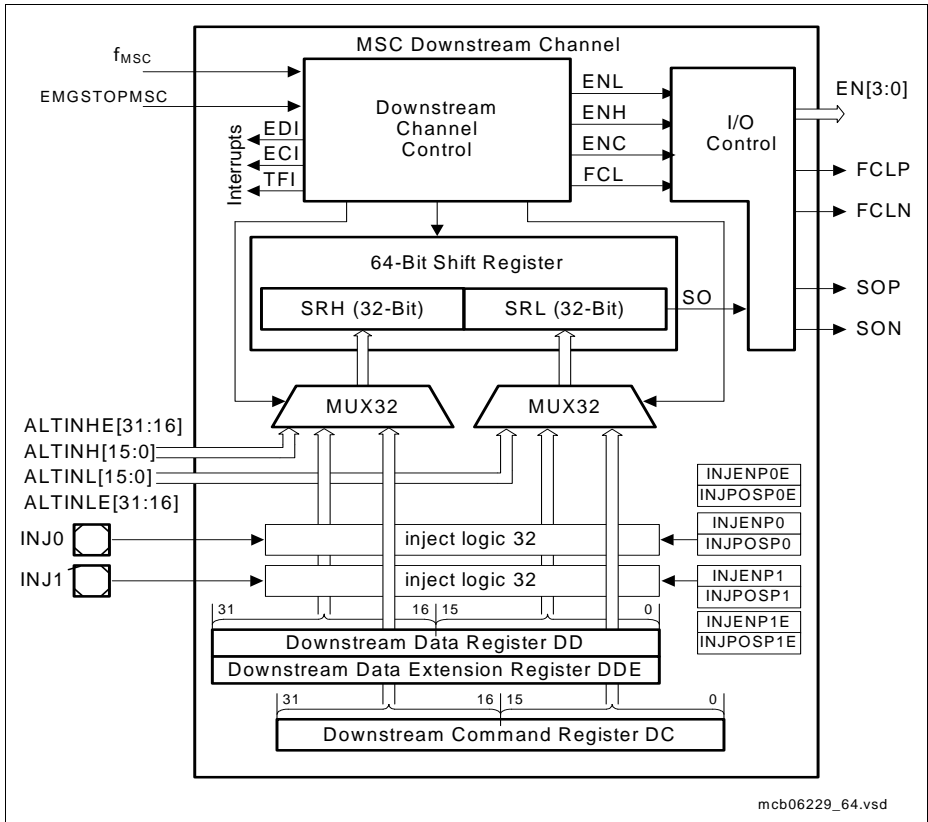 MSC Downstream Channel
fMSC
EMGSTOPMSC
Interrupts
EDI
ECI
TFI
Downstream
Channel
Control
ENL
ENH
ENC
FCL
I/O
Control
EN[3:0]
FCLP
FCLN
SOP
SON
64-Bit Shift Register
SRH (32-Bit)
SRL (32-Bit)
SO
MUX32
MUX32
ALTINHE[31:16]
ALTINH[15:0]
ALTINL[15:0]
ALTINLE[31:16]
INJ0
INJ1
inject logic 32
inject logic 32
INJENP0E
INJPOSP0E
INJENP0
INJPOSP0
INJENP1
INJPOSP1
INJENP1E
INJPOSP1E
31 16 15 0
Downstream Data Register DD
Downstream Data Extension Register DDE
31 16 15 0
Downstream Command Register DC
mcb06229_64.vsd